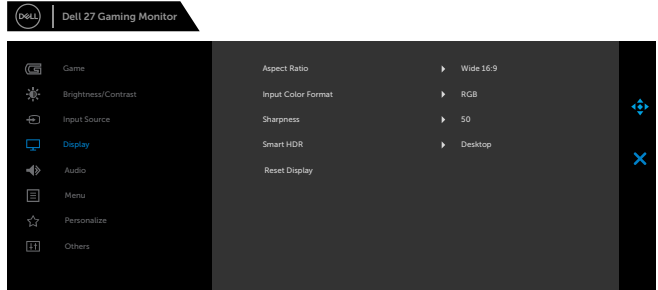 DELL
Dell 27 Gaming Monitor
Game
Brightness/Contrast
Input Source
Display
Audio
Menu
Personalize
Others
Aspect Ratio Wide 16:9
Input Color Format RGB
Sharpness 50
Smart HDR Desktop
Reset Display